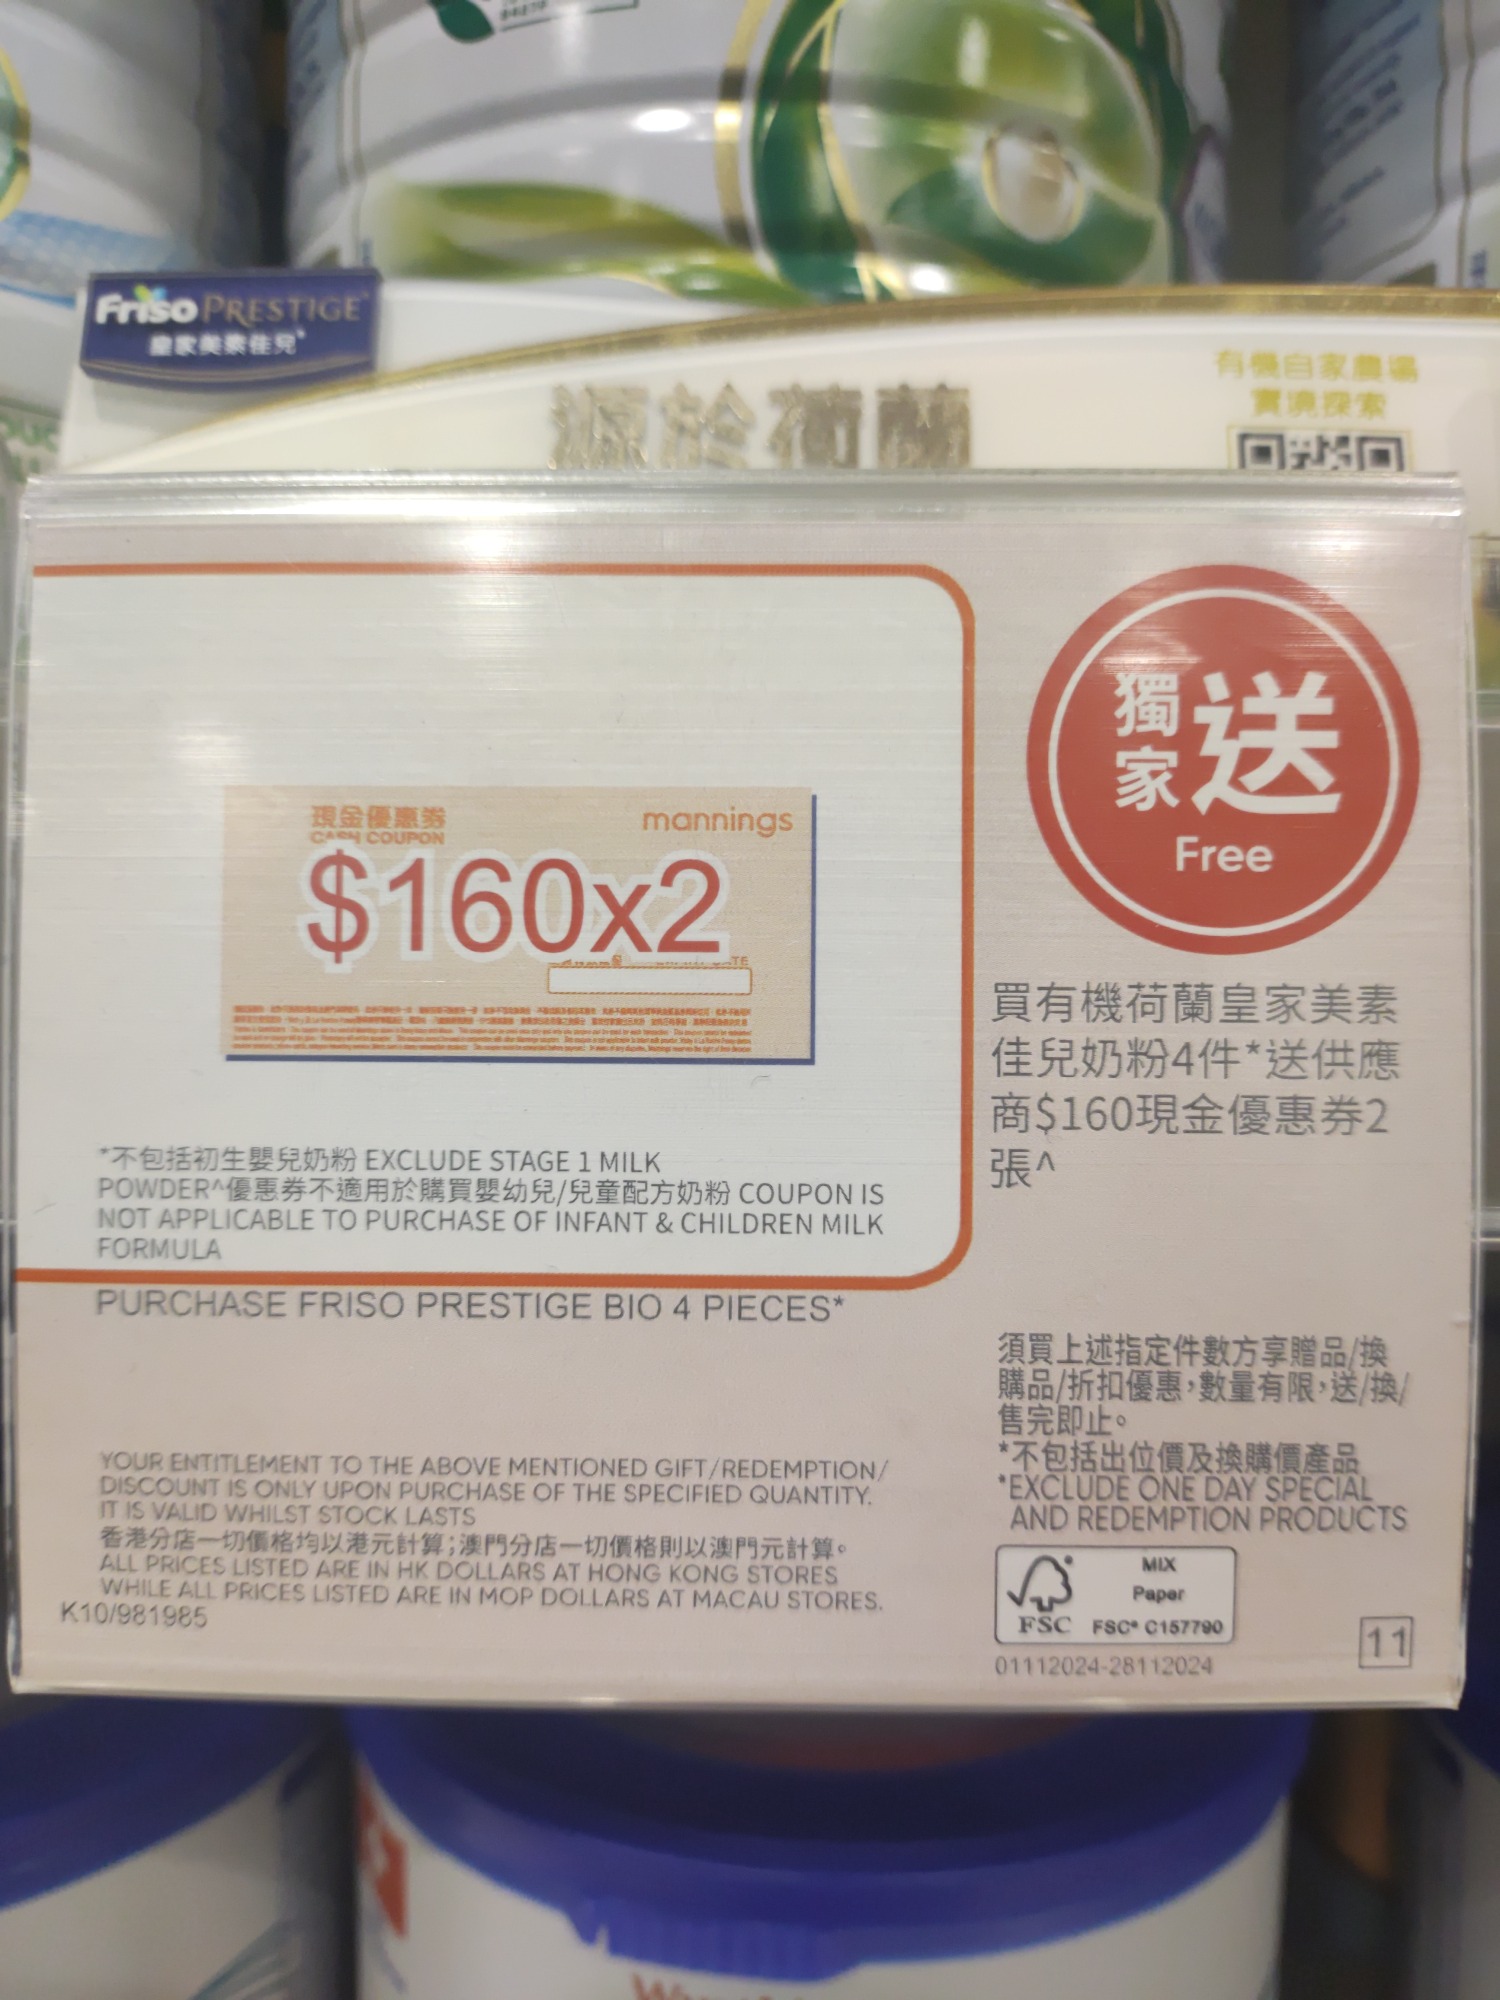 Friso PRESTIGE
皇家美素佳兒
源於荷蘭
有機自家農場
實境探索
獨家送
Free
現金優惠券
mannings
CASH COUPON
$160x2
買有機荷蘭皇家美素
佳兒奶粉4件*送供應
商$160現金優惠券2
張^
*不包括初生嬰兒奶粉 EXCLUDE STAGE 1 MILK
POWDER^優惠券不適用於購買嬰幼兒/兒童配方奶粉 COUPON IS
NOT APPLICABLE TO PURCHASE OF INFANT & CHILDREN MILK
FORMULA
PURCHASE FRISO PRESTIGE BIO 4 PIECES*
須買上述指定件數方享贈品/換
購品/折扣優惠，數量有限，送/換/
售完即止。
*不包括出位價及換購價產品
*EXCLUDE ONE DAY SPECIAL
AND REDEMPTION PRODUCTS
YOUR ENTITLEMENT TO THE ABOVE MENTIONED GIFT/REDEMPTION/
DISCOUNT IS ONLY UPON PURCHASE OF THE SPECIFIED QUANTITY.
IT IS VALID WHILST STOCK LASTS
香港分店一切價格均以港元計算；澳門分店一切價格則以澳門元計算。
ALL PRICES LISTED ARE IN HK DOLLARS AT HONG KONG STORES
WHILE ALL PRICES LISTED ARE IN MOP DOLLARS AT MACAU STORES.
K10/981985
FSC
MIX
Paper
FSC® C157790
01112024-28112024
11